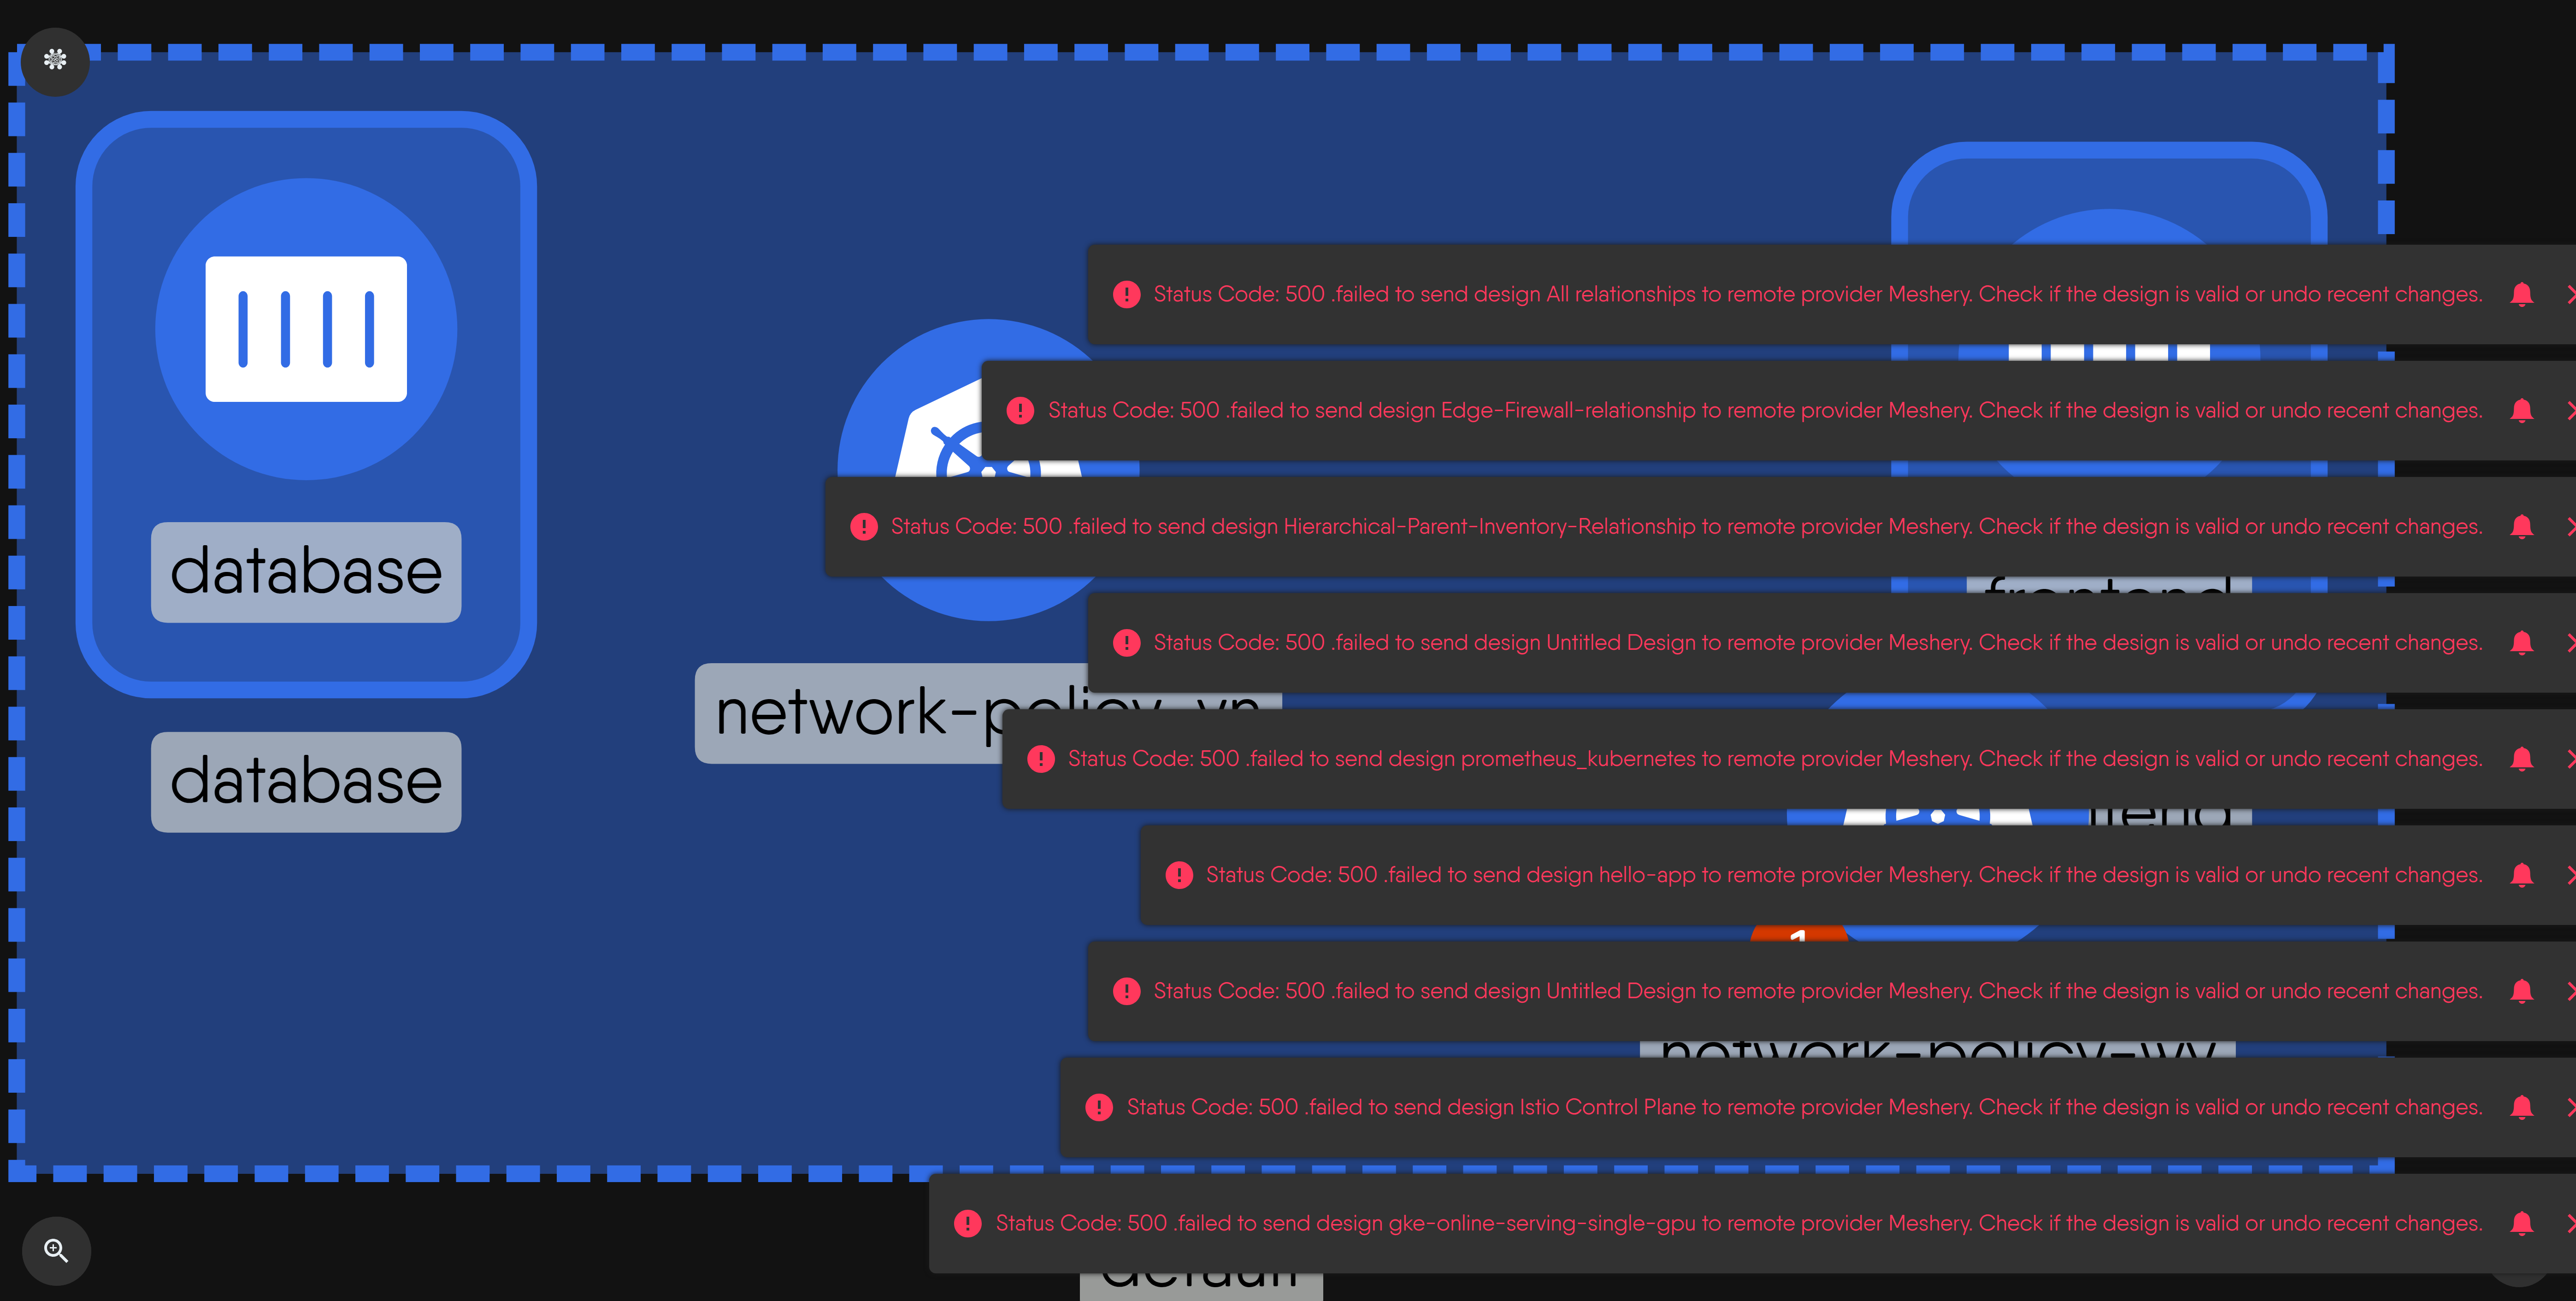 database
database
Status Code: 500 .failed to send design All relationships to remote provider Meshery. Check if the design is valid or undo recent changes.
Status Code: 500 .failed to send design Edge-Firewall-relationship to remote provider Meshery. Check if the design is valid or undo recent changes.
Status Code: 500 .failed to send design Hierarchical-Parent-Inventory-Relationship to remote provider Meshery. Check if the design is valid or undo recent changes.
frontend
Status Code: 500 .failed to send design Untitled Design to remote provider Meshery. Check if the design is valid or undo recent changes.
network-policy-vn
Status Code: 500 .failed to send design prometheus_kubernetes to remote provider Meshery. Check if the design is valid or undo recent changes.
Status Code: 500 .failed to send design hello-app to remote provider Meshery. Check if the design is valid or undo recent changes.
1
Status Code: 500 .failed to send design Untitled Design to remote provider Meshery. Check if the design is valid or undo recent changes.
network-policy-wv
Status Code: 500 .failed to send design Istio Control Plane to remote provider Meshery. Check if the design is valid or undo recent changes.
Status Code: 500 .failed to send design gke-online-serving-single-gpu to remote provider Meshery. Check if the design is valid or undo recent changes.
default